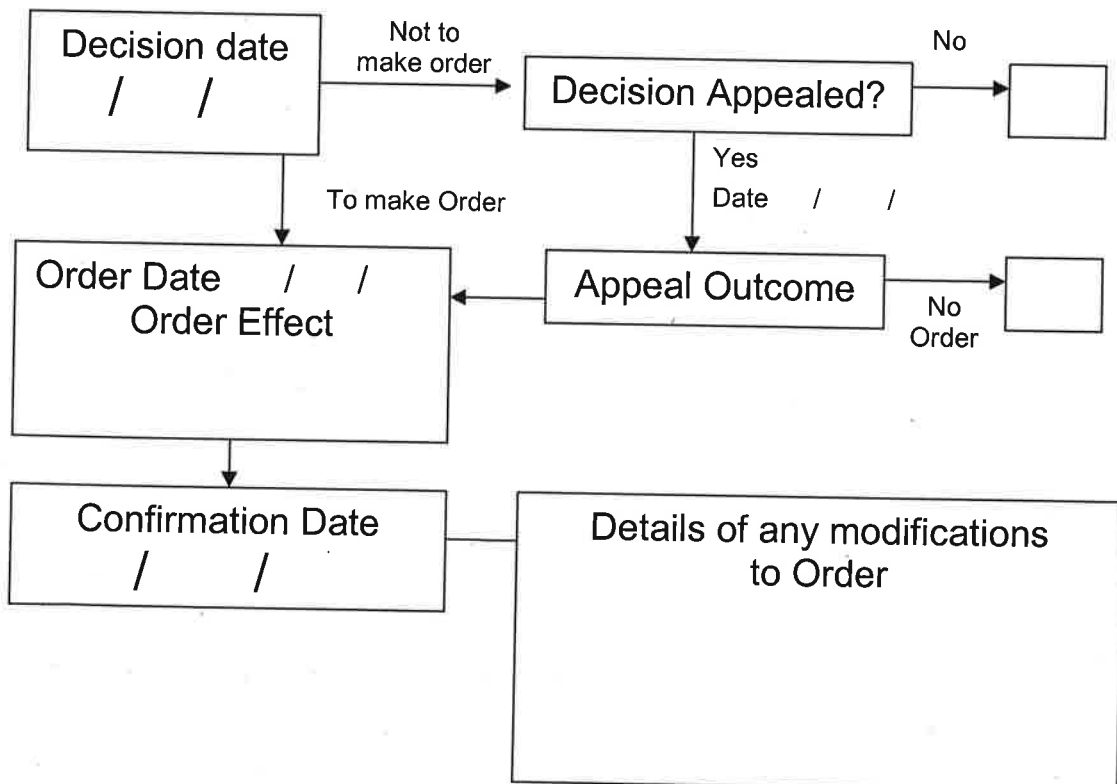 Decision date
/ /
Not to
make order
Decision Appealed?
No
Yes
Date / /
To make Order
Order Date / /
Order Effect
Appeal Outcome
No
Order
Confirmation Date
/ /
Details of any modifications
to Order